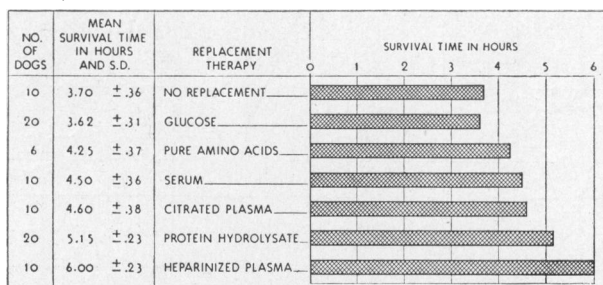 NO. OF DOGS
MEAN SURVIVAL TIME IN HOURS AND S.D.
REPLACEMENT THERAPY
SURVIVAL TIME IN HOURS
0 1 2 3 4 5 6
10 3.70 ±.36 NO REPLACEMENT
20 3.62 ±.31 GLUCOSE
6 4.25 ±.37 PURE AMINO ACIDS
10 4.50 ±.36 SERUM
10 4.60 ±.38 CITRATED PLASMA
20 5.15 ±.23 PROTEIN HYDROLYSATE
10 6.00 ±.23 HEPARINIZED PLASMA